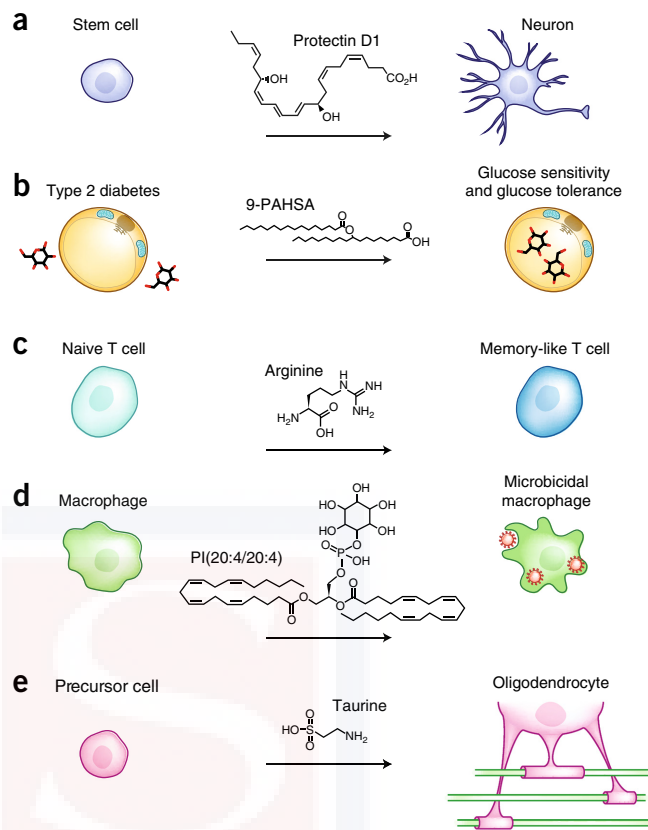 a
Stem cell
Protectin D1
Neuron
OH
CO2H
OH
b
Type 2 diabetes
9-PAHSA
Glucose sensitivity
and glucose tolerance
O
O
O
OH
c
Naive T cell
Arginine
Memory-like T cell
H
N
NH
NH2
H2N
O
OH
d
Macrophage
Microbicidal
macrophage
OH
OH
OH
HO
OH
O
O
P
OH
O
PI(20:4/20:4)
O
O
O
O
e
Precursor cell
Taurine
Oligodendrocyte
O
HO
S
NH2
O
S